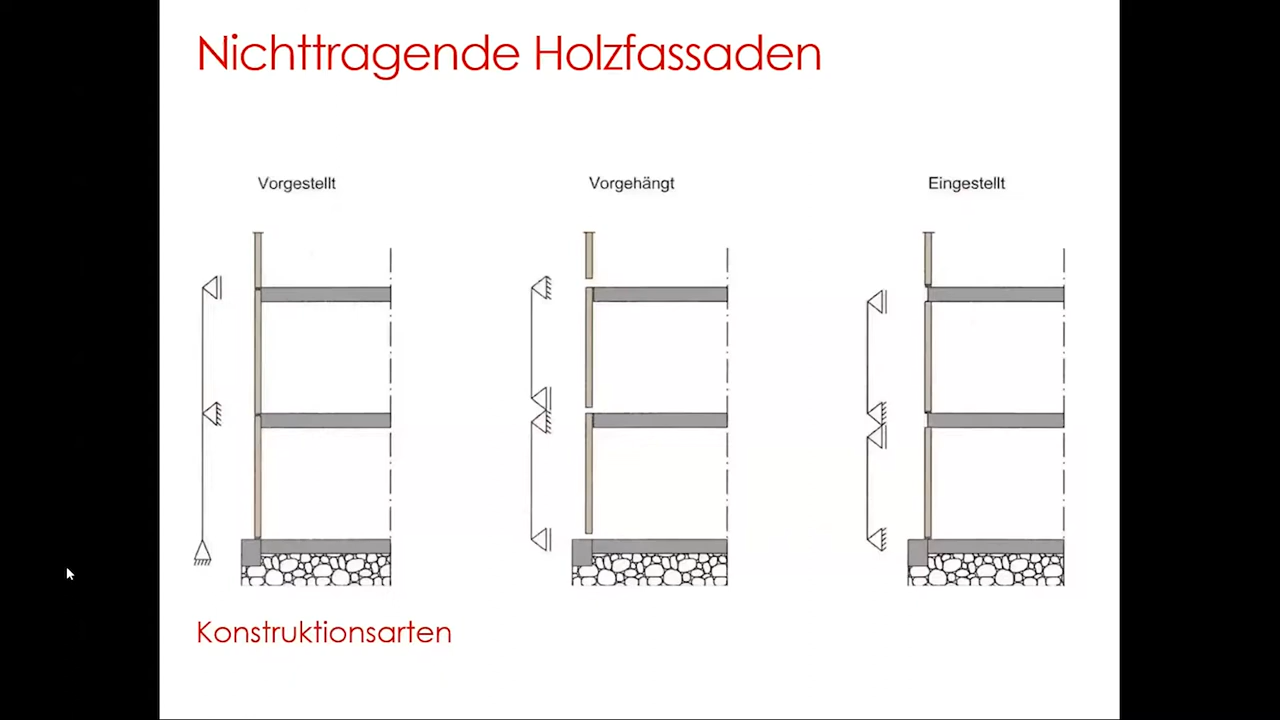 Nichttragende Holzfassaden
Vorgestellt
Vorgehängt
Eingestellt
Konstruktionsarten